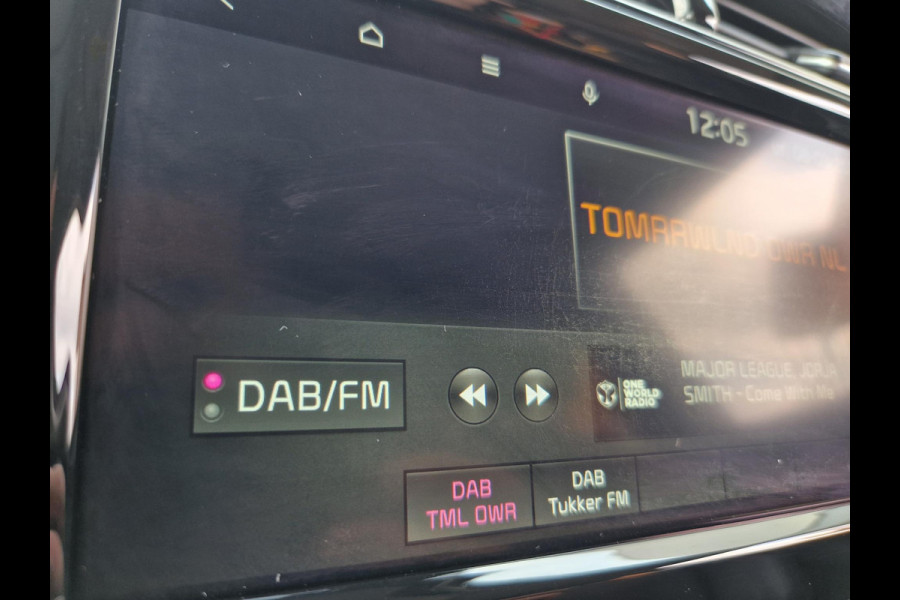 12:05
TOMRRWLND OWR NL
DAB/FM
ONE
WORLD
RADIO
MAJOR LEAGUE, JORJA
SMITH - Come With Me
DAB
TML OWR
DAB
Tukker FM